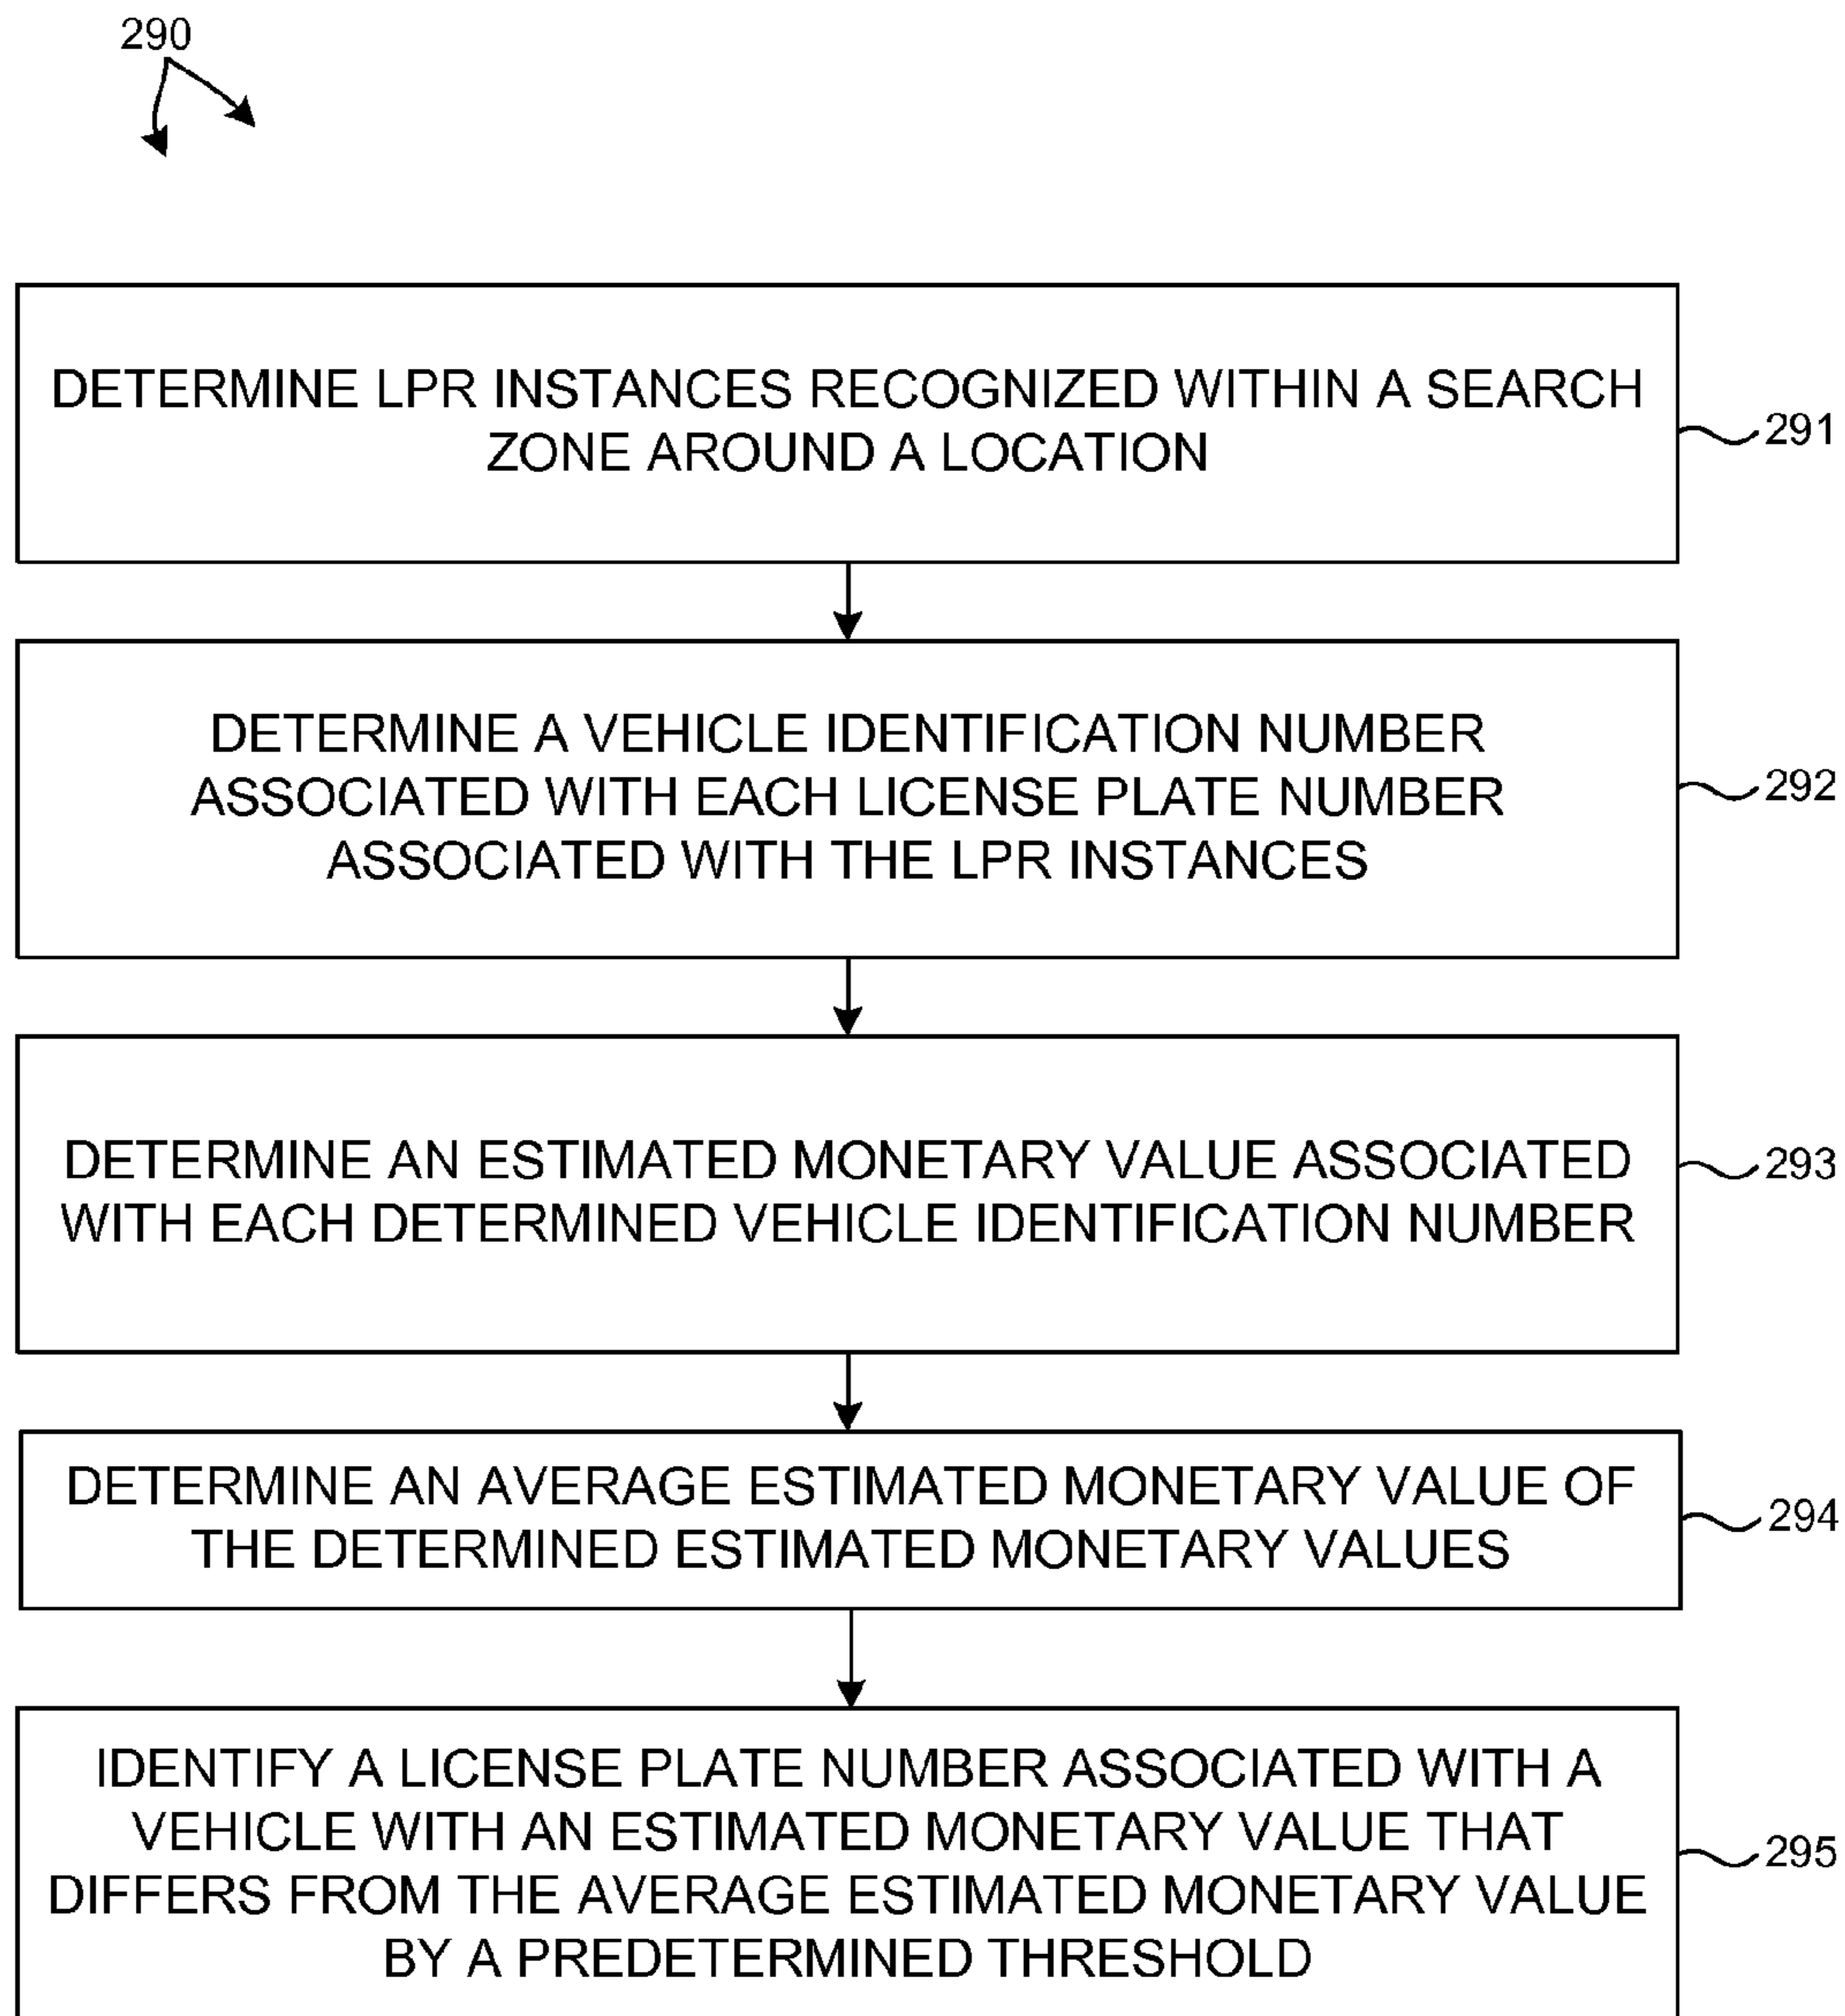 290
DETERMINE LPR INSTANCES RECOGNIZED WITHIN A SEARCH
ZONE AROUND A LOCATION
291
DETERMINE A VEHICLE IDENTIFICATION NUMBER
ASSOCIATED WITH EACH LICENSE PLATE NUMBER
ASSOCIATED WITH THE LPR INSTANCES
292
DETERMINE AN ESTIMATED MONETARY VALUE ASSOCIATED
WITH EACH DETERMINED VEHICLE IDENTIFICATION NUMBER
293
DETERMINE AN AVERAGE ESTIMATED MONETARY VALUE OF
THE DETERMINED ESTIMATED MONETARY VALUES
294
IDENTIFY A LICENSE PLATE NUMBER ASSOCIATED WITH A
VEHICLE WITH AN ESTIMATED MONETARY VALUE THAT
DIFFERS FROM THE AVERAGE ESTIMATED MONETARY VALUE
BY A PREDETERMINED THRESHOLD
295